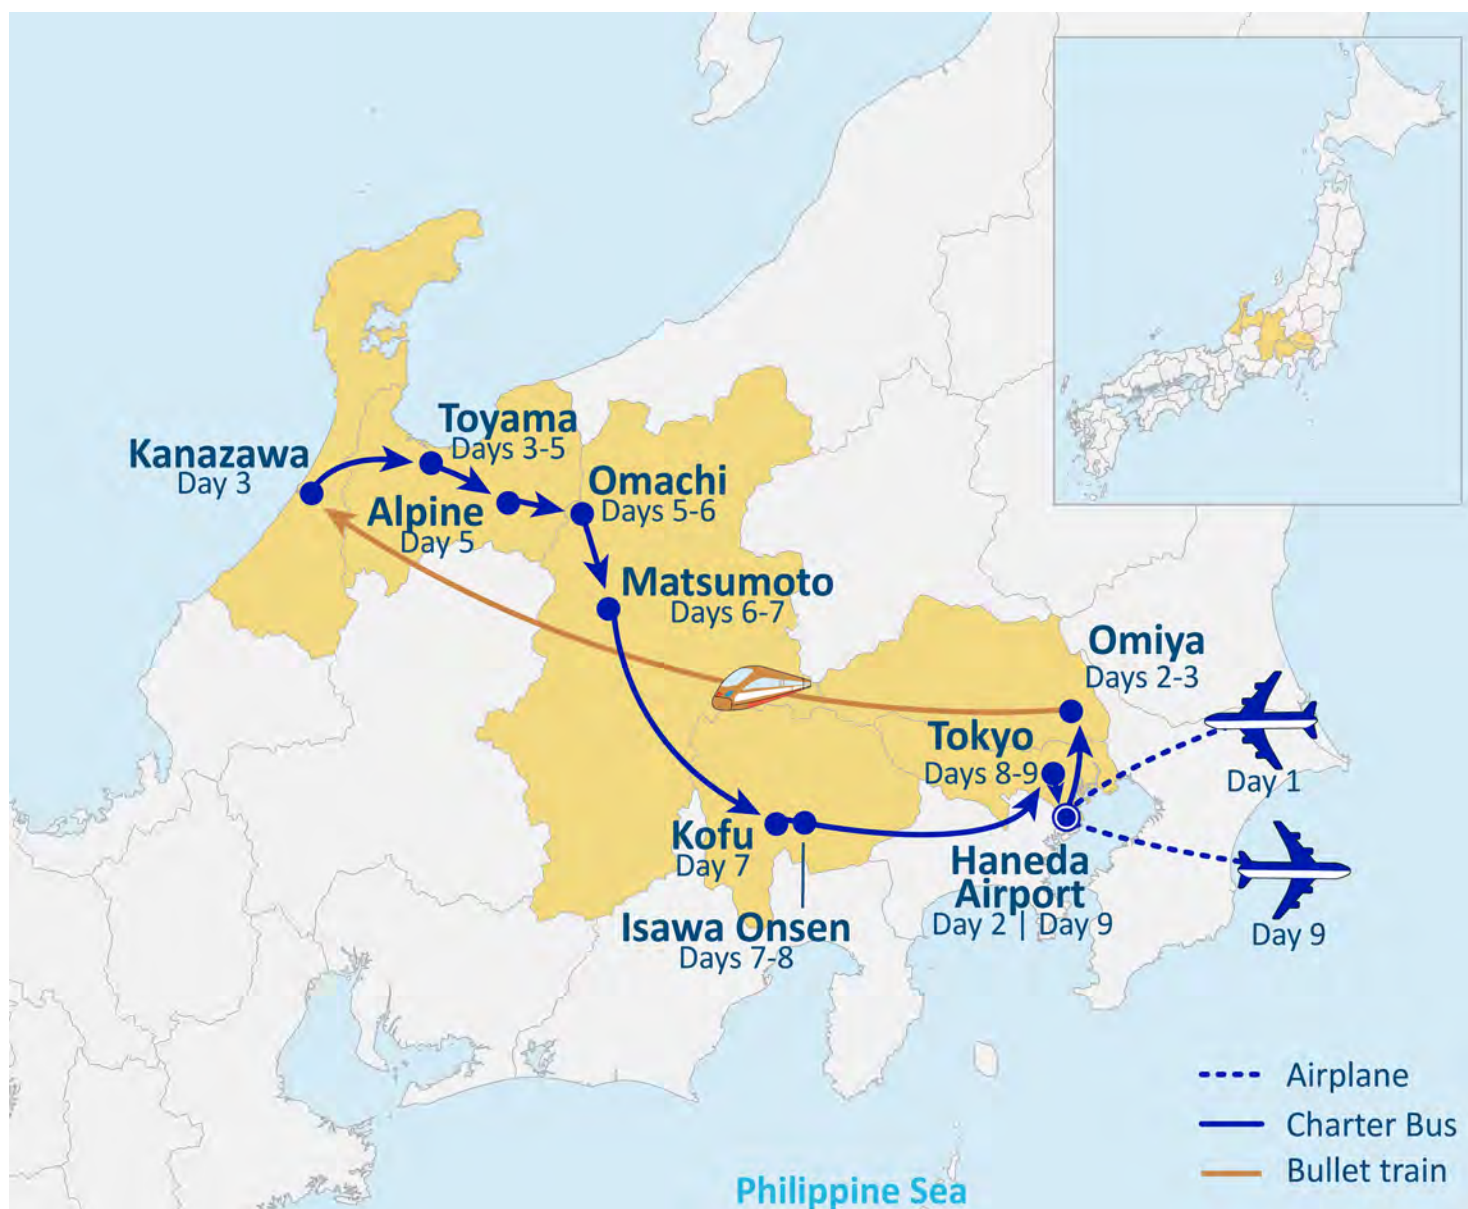 Toyama
Days 3-5
Kanazawa
Day 3
Alpine
Day 5
Omachi
Days 5-6
Matsumoto
Days 6-7
Omiya
Days 2-3
Tokyo
Days 8-9
Day 1
Kofu
Day 7
Haneda
Airport
Day 2 | Day 9
Isawa Onsen
Days 7-8
Day 9
Airplane
Charter Bus
Bullet train
Philippine Sea